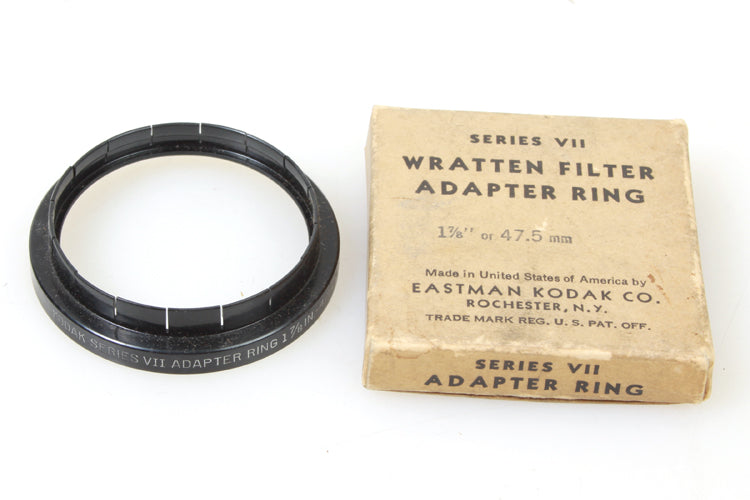 KODAK SERIES VII ADAPTER RING 1⅞ IN
SERIES VII
WRATTEN FILTER
ADAPTER RING
1⅞" or 47.5 mm
Made in United States of America by
EASTMAN KODAK CO.
ROCHESTER, N.Y.
TRADE MARK REG. U. S. PAT. OFF.
SERIES VII
ADAPTER RING